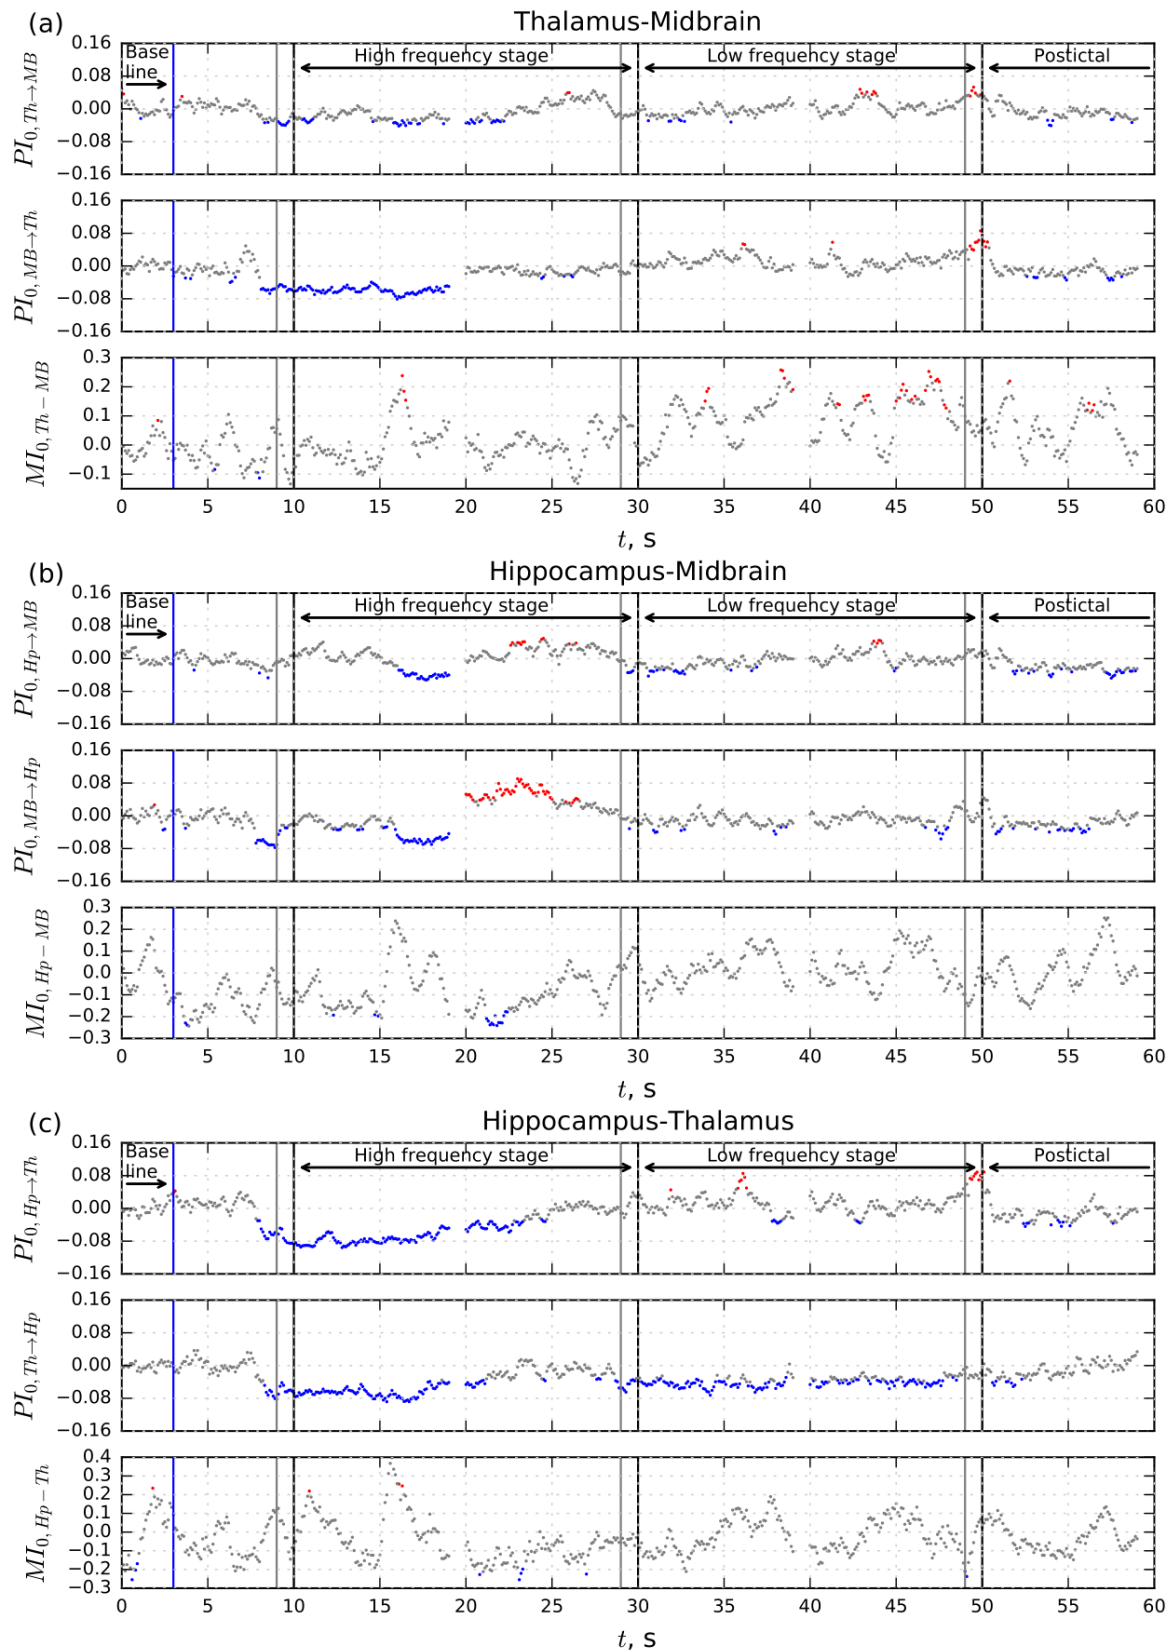 (a) Thalamus-Midbrain
PI0, Th→MB
0.16
0.08
0.00
−0.08
−0.16
Base
line
High frequency stage
Low frequency stage
Postictal
PI0, MB→Th
0.16
0.08
0.00
−0.08
−0.16
MI0, Th − MB
0.3
0.2
0.1
0.0
−0.1
0 5 10 15 20 25 30 35 40 45 50 55 60
t, s
(b) Hippocampus-Midbrain
PI0, Hp→MB
0.16
0.08
0.00
−0.08
−0.16
Base
line
High frequency stage
Low frequency stage
Postictal
PI0, MB→Hp
0.16
0.08
0.00
−0.08
−0.16
MI0, Hp − MB
0.3
0.2
0.1
0.0
−0.1
−0.2
−0.3
0 5 10 15 20 25 30 35 40 45 50 55 60
t, s
(c) Hippocampus-Thalamus
PI0, Hp→Th
0.16
0.08
0.00
−0.08
−0.16
Base
line
High frequency stage
Low frequency stage
Postictal
PI0, Th→Hp
0.16
0.08
0.00
−0.08
−0.16
MI0, Hp − Th
0.4
0.3
0.2
0.1
0.0
−0.1
−0.2
−0.3
0 5 10 15 20 25 30 35 40 45 50 55 60
t, s